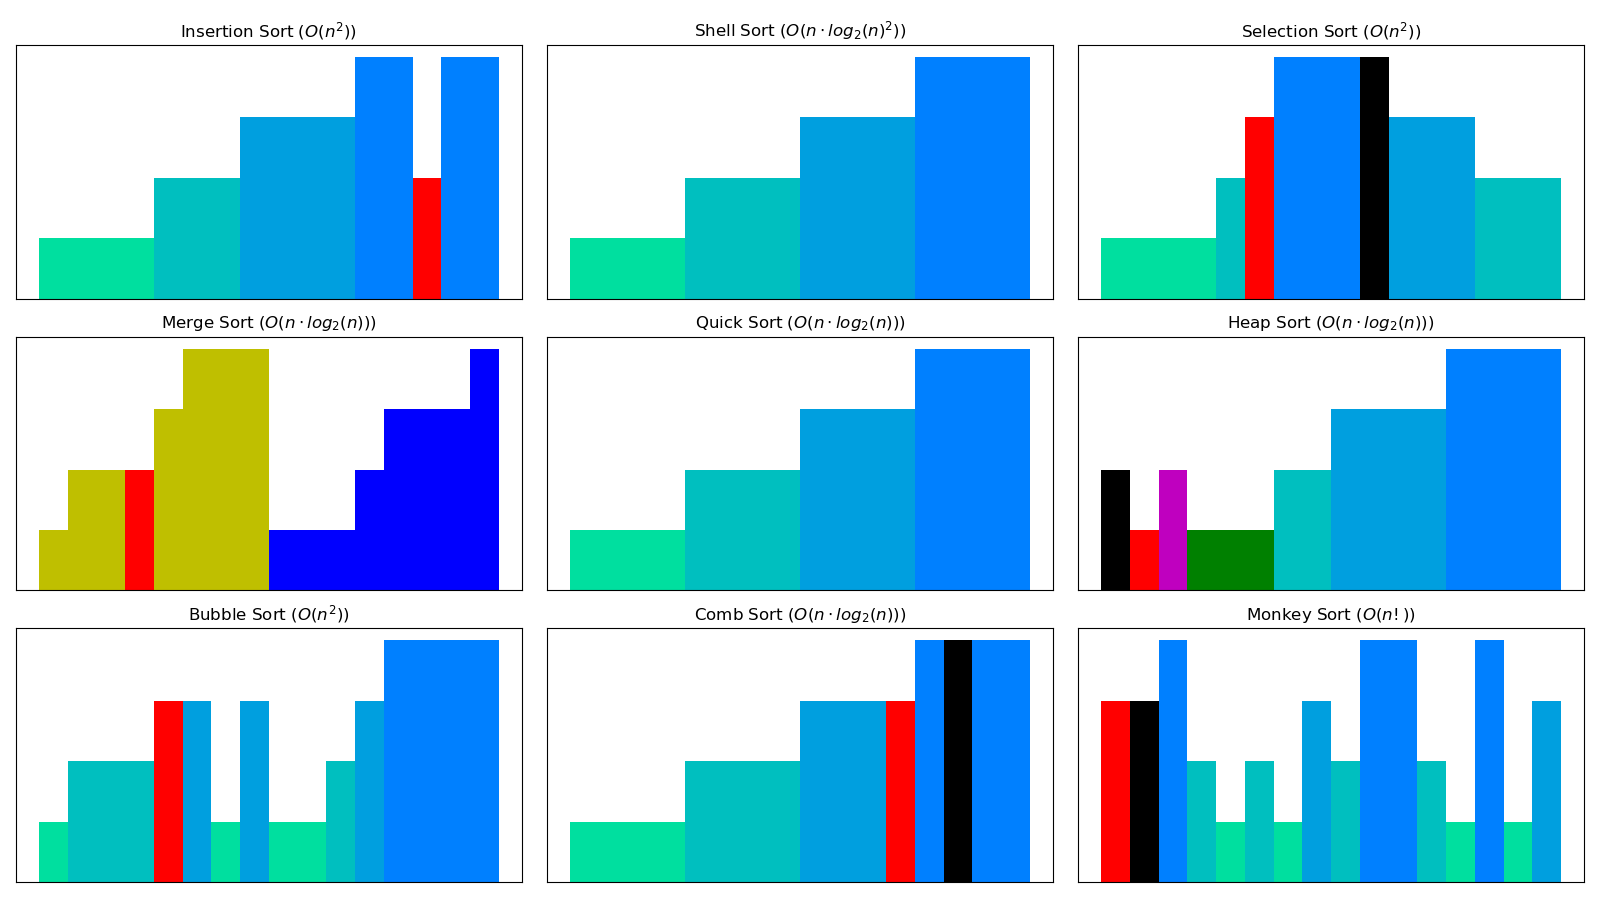 Insertion Sort (O(n²))
Shell Sort (O(n · log₂(n)²))
Selection Sort (O(n²))
Merge Sort (O(n · log₂(n)))
Quick Sort (O(n · log₂(n)))
Heap Sort (O(n · log₂(n)))
Bubble Sort (O(n²))
Comb Sort (O(n · log₂(n)))
Monkey Sort (O(n! ))